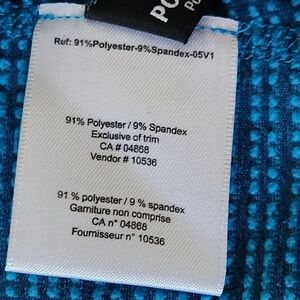 Ref: 91%Polyester-9%Spandex-05V1
91% Polyester / 9% Spandex
Exclusive of trim
CA # 04868
Vendor # 10536
91 % polyester / 9 % spandex
Garniture non comprise
CA n° 04868
Fournisseur n° 10536